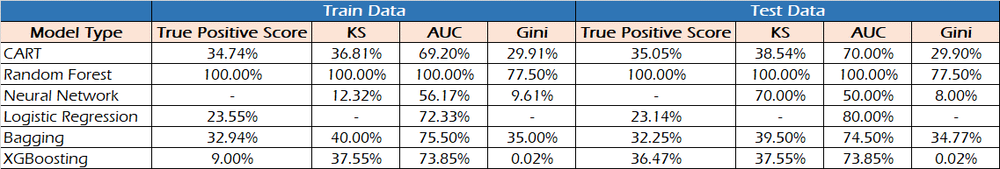 Train Data Test Data
Model Type True Positive Score KS AUC Gini True Positive Score KS AUC Gini
CART 34.74% 36.81% 69.20% 29.91% 35.05% 38.54% 70.00% 29.90%
Random Forest 100.00% 100.00% 100.00% 77.50% 100.00% 100.00% 100.00% 77.50%
Neural Network - 12.32% 56.17% 9.61% - 70.00% 50.00% 8.00%
Logistic Regression 23.55% - 72.33% - 23.14% - 80.00% -
Bagging 32.94% 40.00% 75.50% 35.00% 32.25% 39.50% 74.50% 34.77%
XGBoosting 9.00% 37.55% 73.85% 0.02% 36.47% 37.55% 73.85% 0.02%